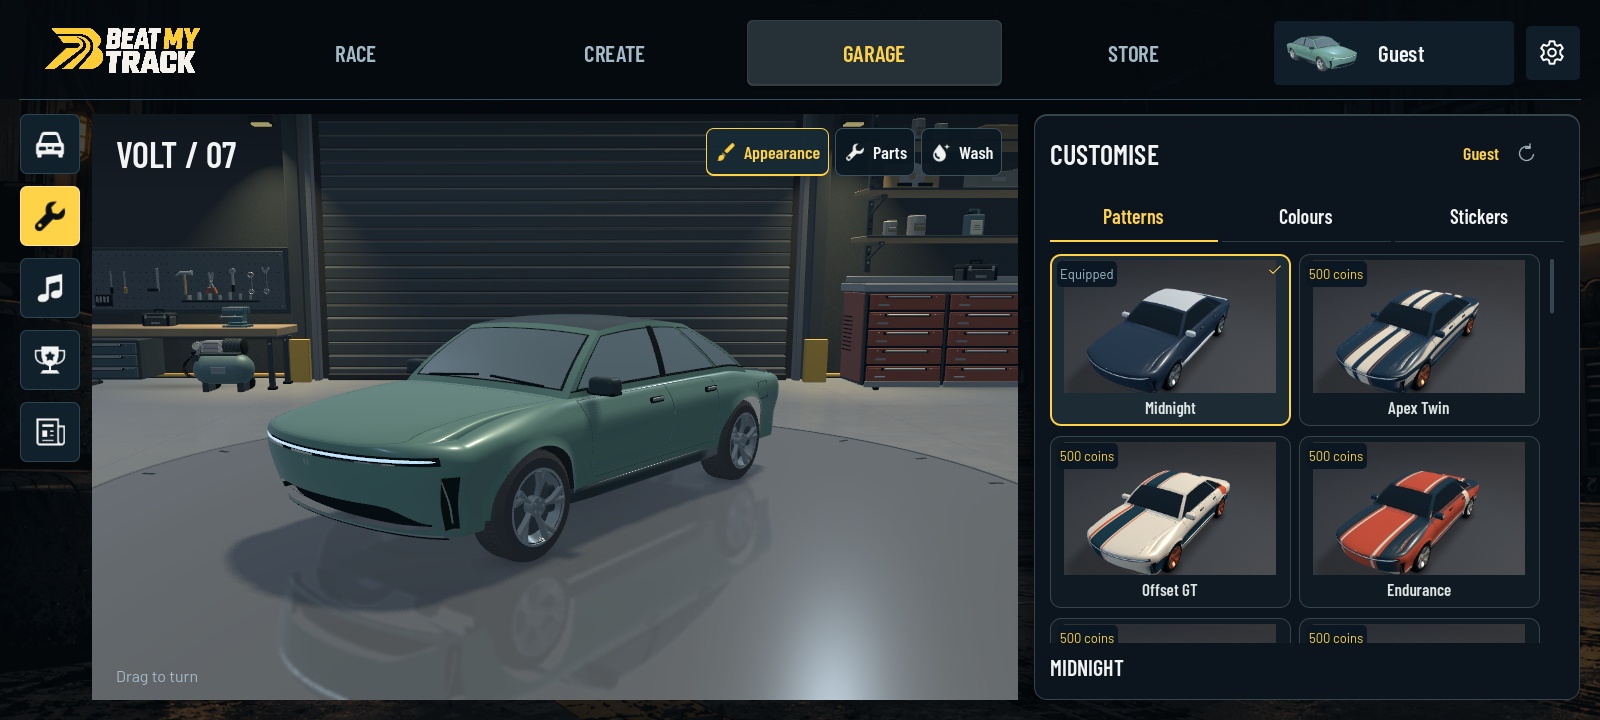 BEAT MY
TRACK
RACE
CREATE
GARAGE
STORE
Guest
VOLT / 07
Appearance
Parts
Wash
Drag to turn
CUSTOMISE
Guest
Patterns
Colours
Stickers
Equipped
500 coins
Midnight
Apex Twin
500 coins
500 coins
Offset GT
Endurance
500 coins
500 coins
MIDNIGHT